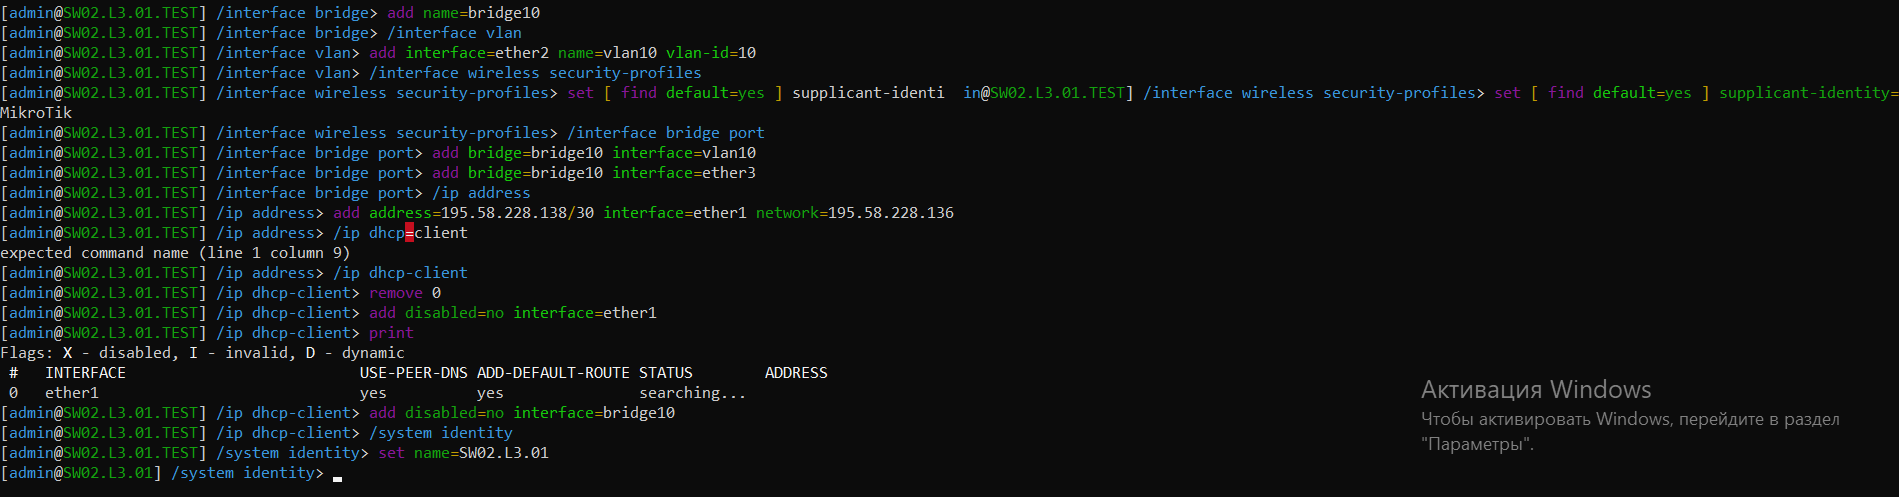 [admin@SW02.L3.01.TEST] /interface bridge> add name=bridge10
[admin@SW02.L3.01.TEST] /interface bridge> /interface vlan
[admin@SW02.L3.01.TEST] /interface vlan> add interface=ether2 name=vlan10 vlan-id=10
[admin@SW02.L3.01.TEST] /interface vlan> /interface wireless security-profiles
[admin@SW02.L3.01.TEST] /interface wireless security-profiles> set [ find default=yes ] supplicant-identi  in@SW02.L3.01.TEST] /interface wireless security-profiles> set [ find default=yes ] supplicant-identity=
MikroTik
[admin@SW02.L3.01.TEST] /interface wireless security-profiles> /interface bridge port
[admin@SW02.L3.01.TEST] /interface bridge port> add bridge=bridge10 interface=vlan10
[admin@SW02.L3.01.TEST] /interface bridge port> add bridge=bridge10 interface=ether3
[admin@SW02.L3.01.TEST] /interface bridge port> /ip address
[admin@SW02.L3.01.TEST] /ip address> add address=195.58.228.138/30 interface=ether1 network=195.58.228.136
[admin@SW02.L3.01.TEST] /ip address> /ip dhcp=client
expected command name (line 1 column 9)
[admin@SW02.L3.01.TEST] /ip address> /ip dhcp-client
[admin@SW02.L3.01.TEST] /ip dhcp-client> remove 0
[admin@SW02.L3.01.TEST] /ip dhcp-client> add disabled=no interface=ether1
[admin@SW02.L3.01.TEST] /ip dhcp-client> print
Flags: X - disabled, I - invalid, D - dynamic
 #   INTERFACE                          USE-PEER-DNS ADD-DEFAULT-ROUTE STATUS        ADDRESS
 0   ether1                             yes          yes               searching...
[admin@SW02.L3.01.TEST] /ip dhcp-client> add disabled=no interface=bridge10
[admin@SW02.L3.01.TEST] /ip dhcp-client> /system identity
[admin@SW02.L3.01.TEST] /system identity> set name=SW02.L3.01
[admin@SW02.L3.01] /system identity>
Активация Windows
Чтобы активировать Windows, перейдите в раздел
"Параметры".